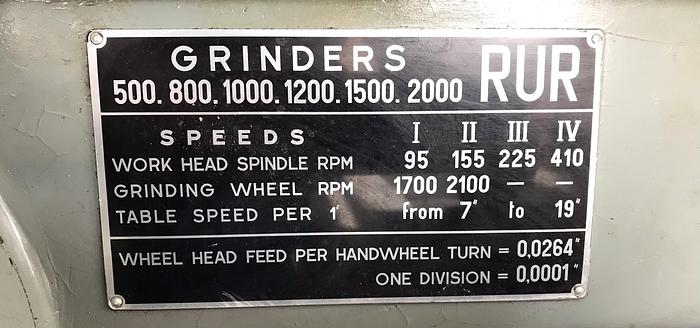 GRINDERS RUR
500. 800. 1000. 1200. 1500. 2000
SPEEDS I II III IV
WORK HEAD SPINDLE RPM 95 155 225 410
GRINDING WHEEL RPM 1700 2100 — —
TABLE SPEED PER 1' from 7" to 19"
WHEEL HEAD FEED PER HANDWHEEL TURN = 0,0264"
ONE DIVISION = 0,0001"